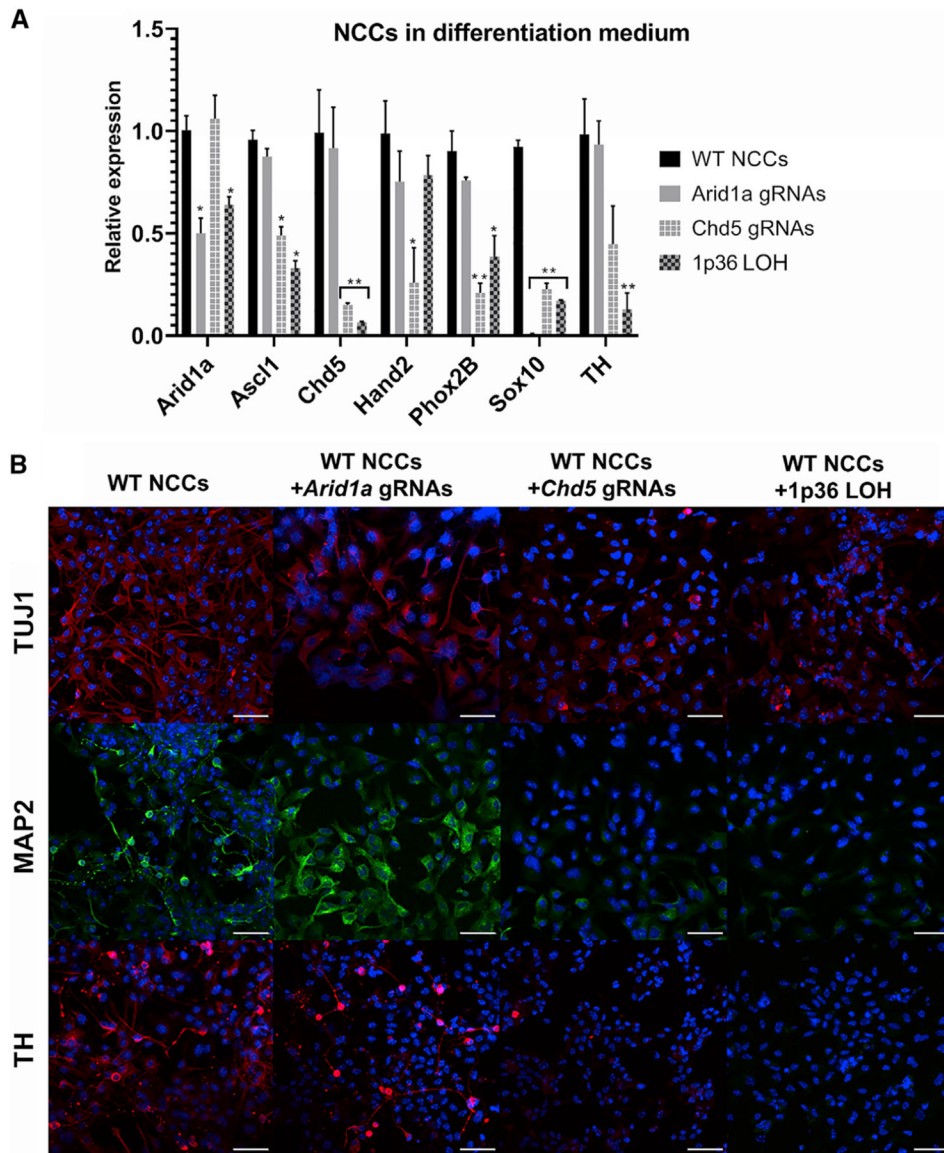 A
NCCs in differentiation medium
Relative expression
1.5
1.0
0.5
0.0
* * * * ** * * ** * ** **
Arid1a Ascl1 Chd5 Hand2 Phox2B Sox10 TH
WT NCCs
Arid1a gRNAs
Chd5 gRNAs
1p36 LOH
B
WT NCCs
WT NCCs
+Arid1a gRNAs
WT NCCs
+Chd5 gRNAs
WT NCCs
+1p36 LOH
TUJ1
MAP2
TH